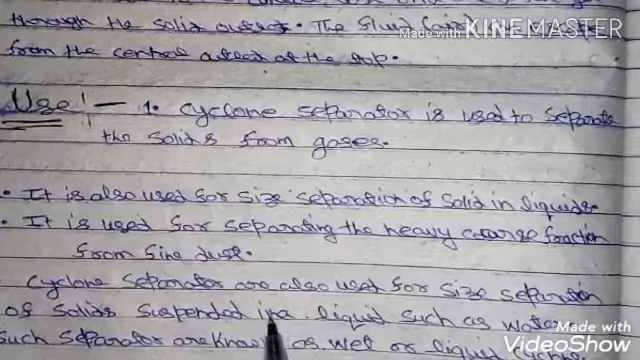 through the solid outlet. The fluid
Made with KINEMASTER
from the central outlet at the top.
Use :- 1. Cyclone separator is used to separate
the solids from gases.
• It is also used for size separation of solid in liquids.
• It is used for separating the heavy coarse fraction
from fine dust.
Cyclone separator are also used for size separation
of solids suspended in a liquid such as water
such separator are know as wet or liquid
Made with
VideoShow